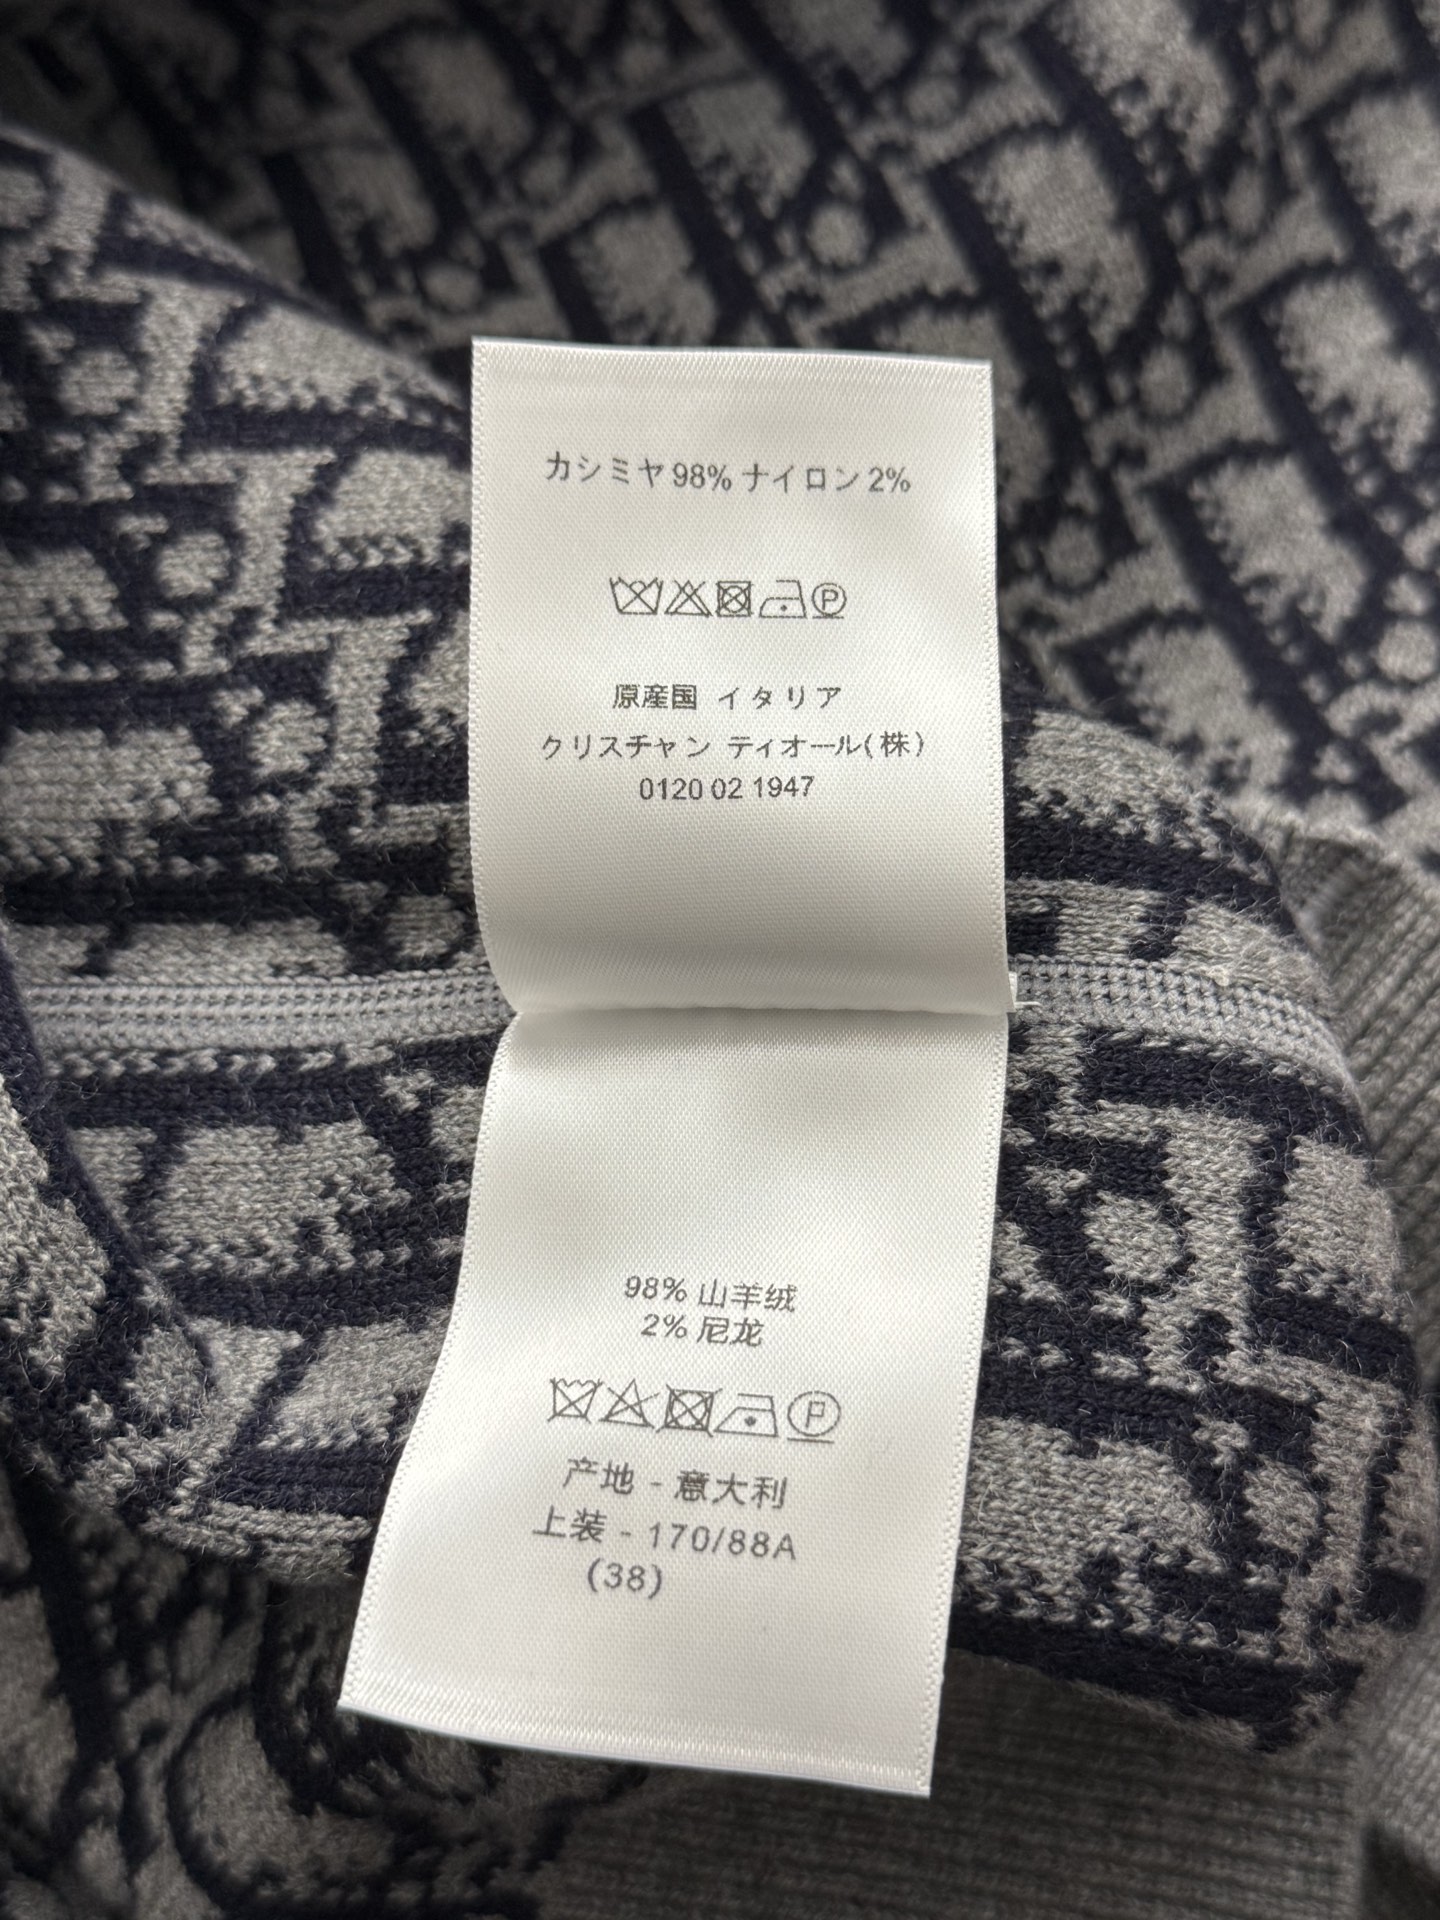 カシミヤ 98% ナイロン 2%
P
原産国 イタリア
クリスチャン ディオール(株)
0120 02 1947
98% 山羊绒
2% 尼龙
P
产地 - 意大利
上装 - 170/88A
(38)